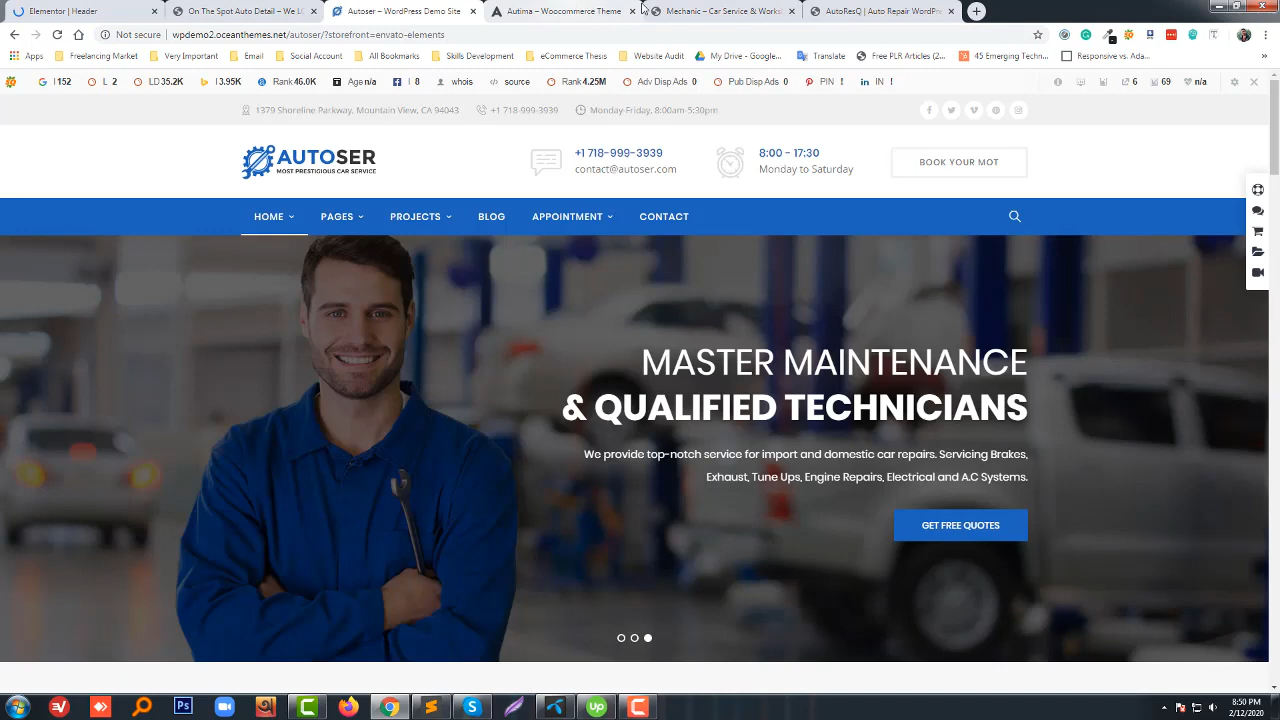 Elementor | Header
On The Spot Auto Detail – We LO
Autoser – WordPress Demo Site
Autima – Woocommerce Theme
Mechanic – Car Service & Works
AutoResQ | Auto Repair WordPre
Not secure | wpdemo2.oceanthemes.net/autoser/?storefront=envato-elements
Apps
Freelancing Market
Important Video
Search Auction
All Bookmarks
Skills Development
eCommerce Thesis
Website Audit
My Drive - Google...
Translate
Free PLR Articles |...
45 Emerging Techn...
Responsive vs. Ada...
»
I 152
L 2
LD 35.2K
I 3.95K
Rank 46.0K
Age n/a
I 8
whois
source
Rank 4.25M
Adv Disp Ads 0
Pub Disp Ads 0
PIN !
IN !
6
69
n/a
1379 Shoreline Parkway, Mountain View, CA 94043
+1 718-999-3939
Monday-Friday, 8:00am-5:30pm
AUTOSER
MOST PRESTIGIOUS CAR SERVICE
+1 718-999-3939
contact@autoser.com
8:00 - 17:30
Monday to Saturday
BOOK YOUR MOT
HOME
PAGES
PROJECTS
BLOG
APPOINTMENT
CONTACT
MASTER MAINTENANCE
& QUALIFIED TECHNICIANS
We provide top-notch service for import and domestic car repairs. Servicing Brakes,
Exhaust, Tune Ups, Engine Repairs, Electrical and A.C Systems.
GET FREE QUOTES
8:50 PM
2/12/2020